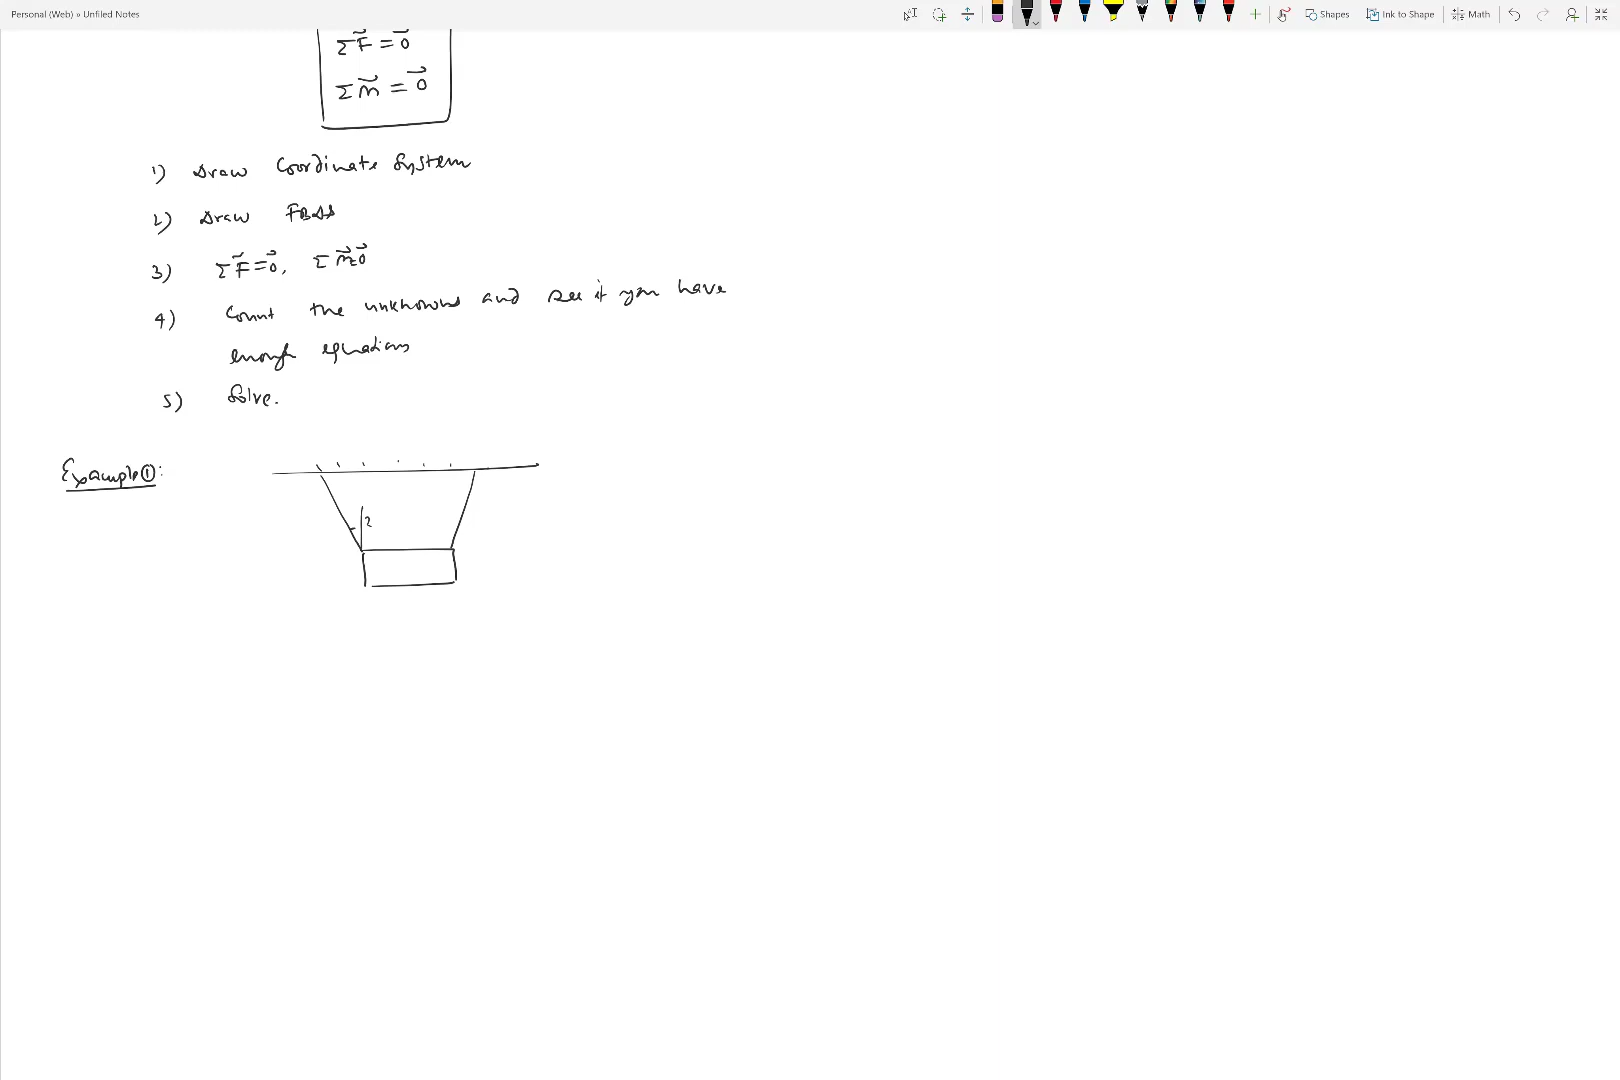 Personal (Web) » Unfiled Notes
Shapes
Ink to Shape
Math
ΣF⃗ = 0⃗
ΣM⃗ = 0⃗
1) Draw Coordinate System
2) Draw FBDs
3) ΣF⃗ = 0⃗, ΣM⃗ = 0⃗
4) Count the unknowns and see if you have
enough equations
5) Solve.
Example ①: